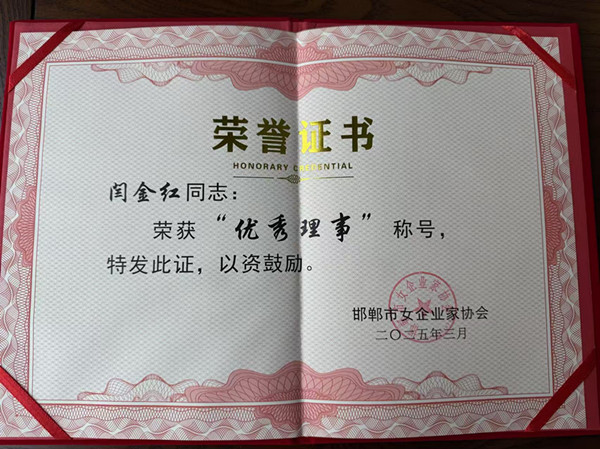 荣誉证书
HONORARY CREDENTIAL
闫金红同志：
荣获“优秀理事”称号，
特发此证，以资鼓励。
邯郸市女企业家协会
二〇二五年三月